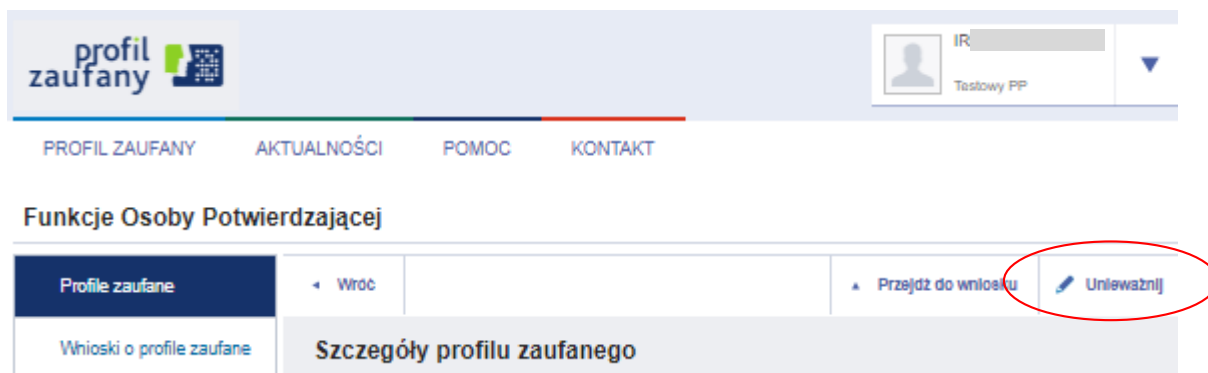 profil
zaufany
IR
Testowy PP
PROFIL ZAUFANY AKTUALNOŚCI POMOC KONTAKT
Funkcje Osoby Potwierdzającej
Profile zaufane Wróć Przejdź do wniosku Unieważnij
Wnioski o profile zaufane Szczegóły profilu zaufanego